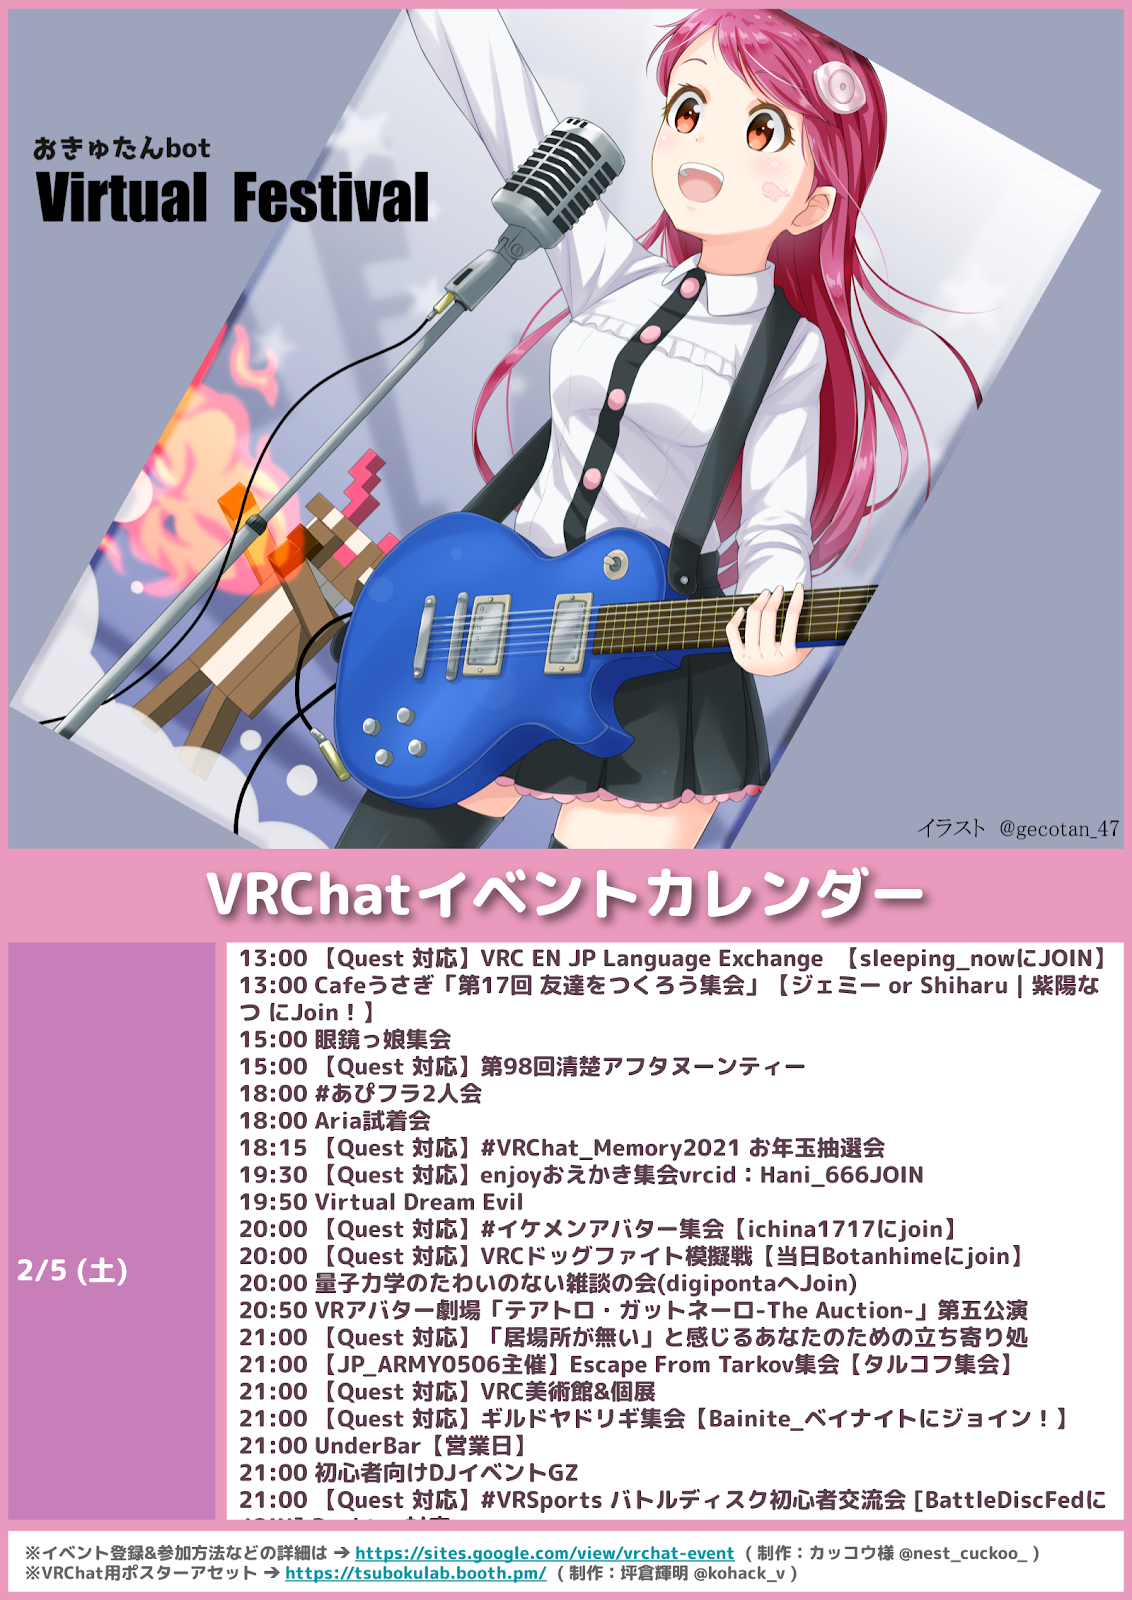 おきゅたんbot
Virtual Festival
イラスト @gecotan_47
VRChatイベントカレンダー
2/5 (土)
13:00 【Quest 対応】VRC EN JP Language Exchange 【sleeping_nowにJOIN】
13:00 Cafeうさぎ「第17回 友達をつくろう集会」【ジェミー or Shiharu | 紫陽な
つ にJoin！】
15:00 眼鏡っ娘集会
15:00 【Quest 対応】第98回清楚アフタヌーンティー
18:00 #あぴフラ2人会
18:00 Aria試着会
18:15 【Quest 対応】#VRChat_Memory2021 お年玉抽選会
19:30 【Quest 対応】enjoyおえかき集会vrcid：Hani_666JOIN
19:50 Virtual Dream Evil
20:00 【Quest 対応】#イケメンアバター集会【ichina1717にjoin】
20:00 【Quest 対応】VRCドッグファイト模擬戦【当日Botanhimeにjoin】
20:00 量子力学のたわいのない雑談の会(digipontaへJoin)
20:50 VRアバター劇場「テアトロ・ガットネーロ-The Auction-」第五公演
21:00 【Quest 対応】「居場所が無い」と感じるあなたのための立ち寄り処
21:00 【JP_ARMY0506主催】Escape From Tarkov集会【タルコフ集会】
21:00 【Quest 対応】VRC美術館&個展
21:00 【Quest 対応】ギルドヤドリギ集会【Bainite_ベイナイトにジョイン！】
21:00 UnderBar【営業日】
21:00 初心者向けDJイベントGZ
21:00 【Quest 対応】#VRSports バトルディスク初心者交流会 [BattleDiscFedに
※イベント登録&参加方法などの詳細は → https://sites.google.com/view/vrchat-event ( 制作：カッコウ様 @nest_cuckoo_ )
※VRChat用ポスターアセット → https://tsubokulab.booth.pm/ ( 制作：坪倉輝明 @kohack_v )